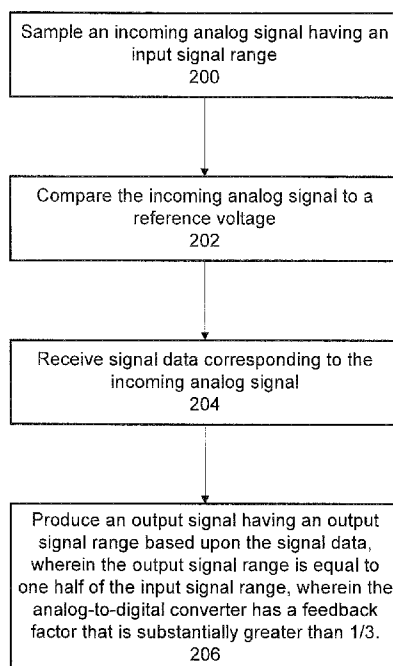 Sample an incoming analog signal having an
input signal range
200
Compare the incoming analog signal to a
reference voltage
202
Receive signal data corresponding to the
incoming analog signal
204
Produce an output signal having an output
signal range based upon the signal data,
wherein the output signal range is equal to
one half of the input signal range, wherein the
analog-to-digital converter has a feedback
factor that is substantially greater than 1/3.
206